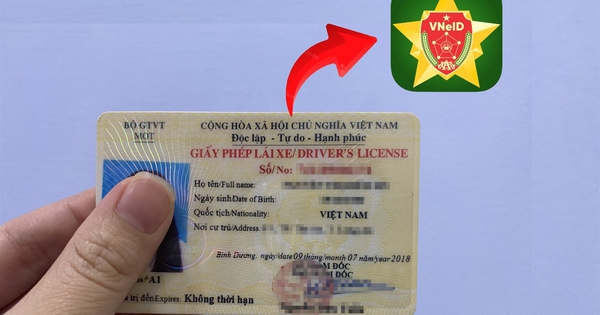 VNeID
BỘ GTVT
MOT
CỘNG HÒA XÃ HỘI CHỦ NGHĨA VIỆT NAM
Độc lập - Tự do - Hạnh phúc
GIẤY PHÉP LÁI XE/DRIVER'S LICENSE
Số/No:
Họ tên/Full name:
Ngày sinh/Date of Birth:
Quốc tịch/Nationality: VIỆT NAM
Nơi cư trú/Address:
Bình Dương, ngày/date 09 tháng/month 07 năm/year 2018
ĐỐC
A1
trị đến/Expires: Không thời hạn